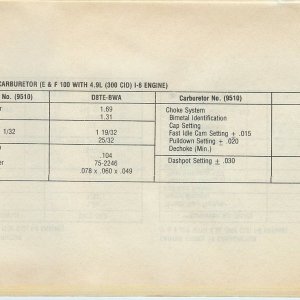 CARBURETOR (E & F 100 WITH 4.9L (300 CID) I-6 ENGINE)
No. (9510) D8TE-BWA Carburetor No. (9510)
1.69 Choke System
1.31 Bimetal Identification
Cap Setting
1/32 1 19/32 Fast Idle Cam Setting ± .015
25/32 Pulldown Setting ± .020
Dechoke (Min.)
.104 Dashpot Setting ± .030
75-2246
.078 x .060 x .049